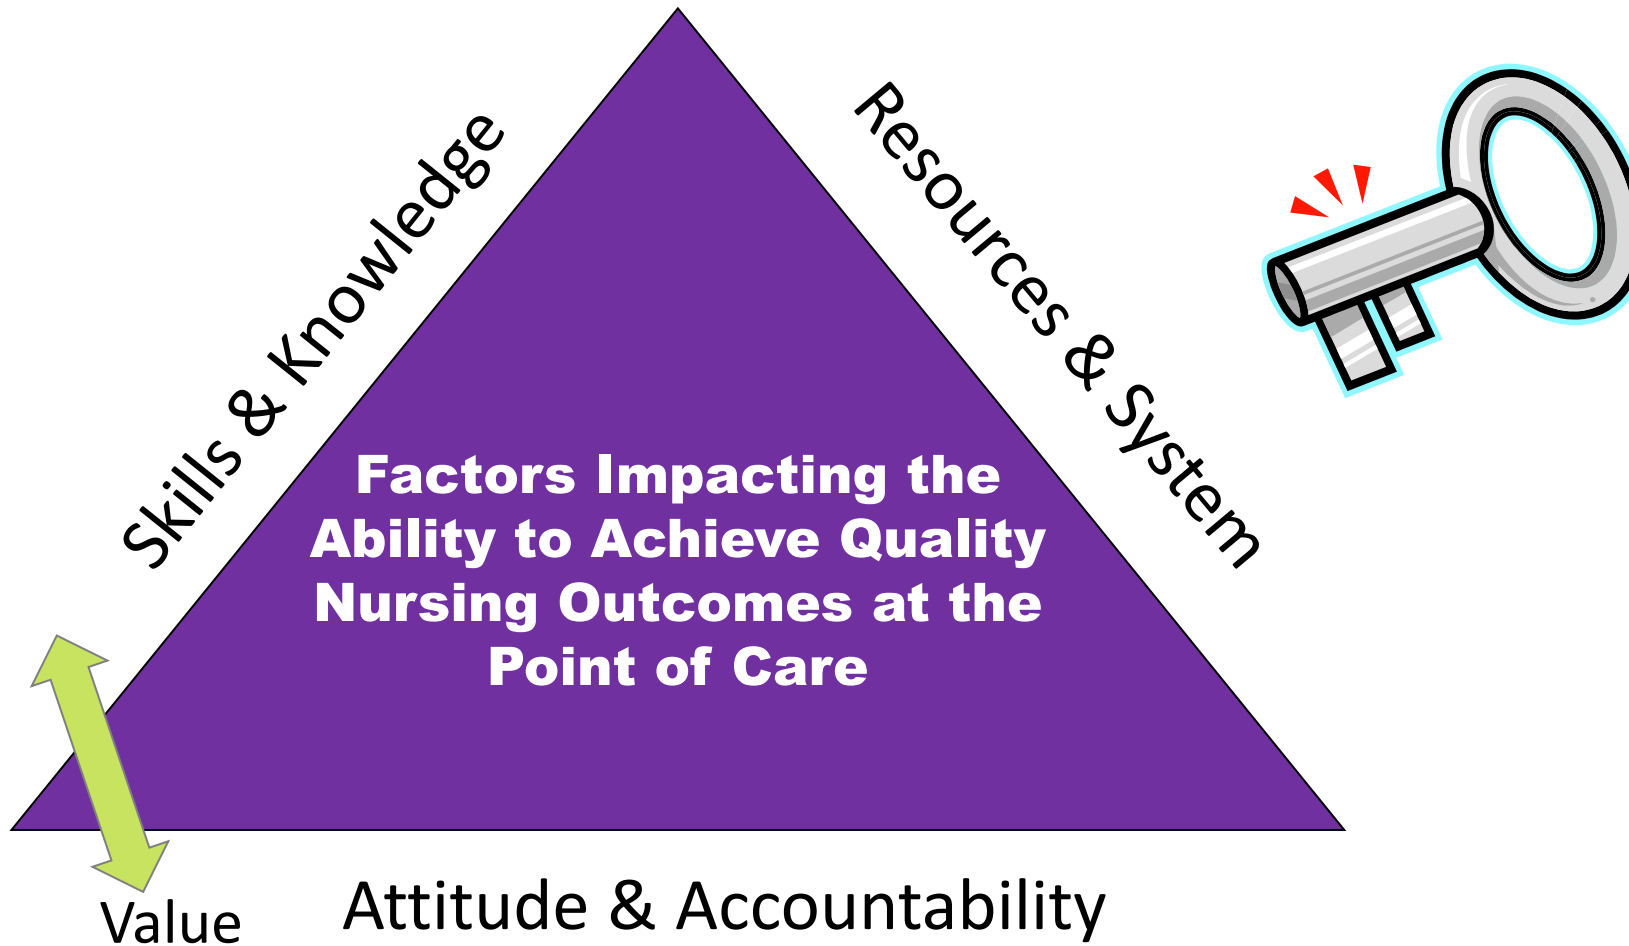 Skills & Knowledge
Resources & System
Factors Impacting the
Ability to Achieve Quality
Nursing Outcomes at the
Point of Care
Value
Attitude & Accountability